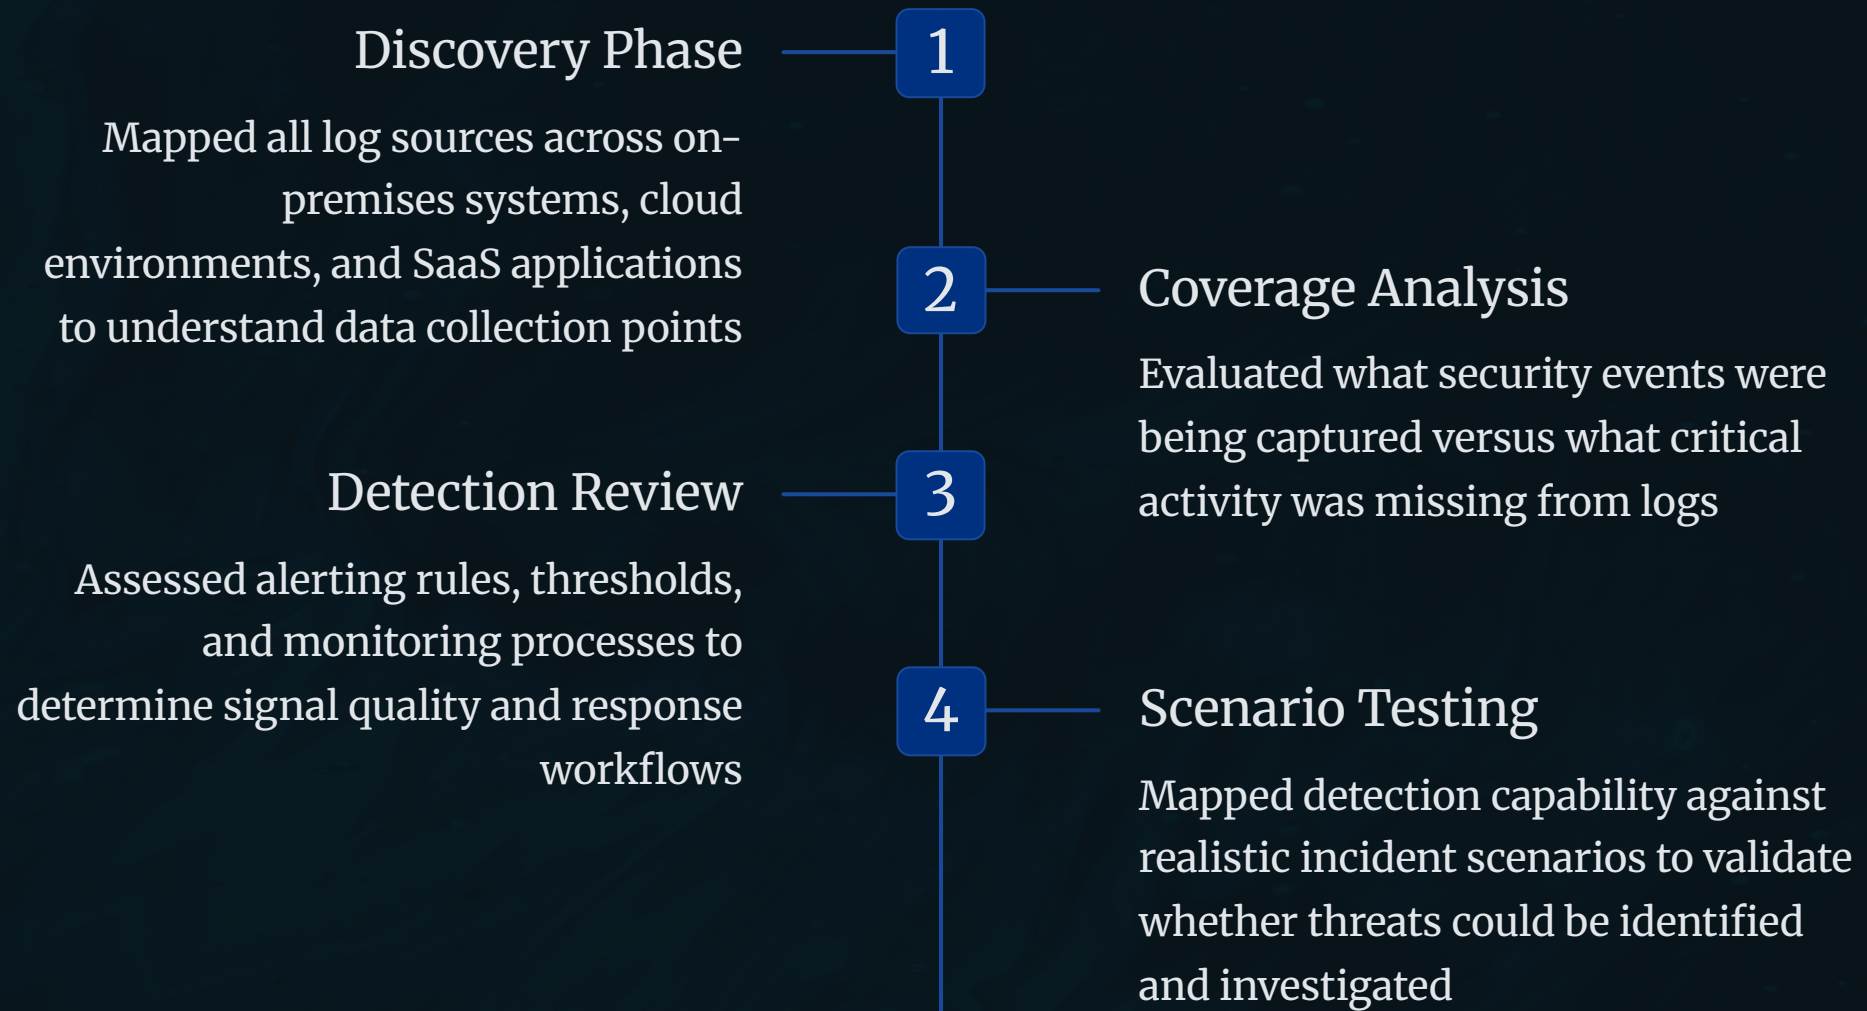 Discovery Phase
1
Mapped all log sources across on-
premises systems, cloud
environments, and SaaS applications
to understand data collection points
2
Coverage Analysis
Evaluated what security events were
being captured versus what critical
activity was missing from logs
Detection Review
3
Assessed alerting rules, thresholds,
and monitoring processes to
determine signal quality and response
workflows
4
Scenario Testing
Mapped detection capability against
realistic incident scenarios to validate
whether threats could be identified
and investigated